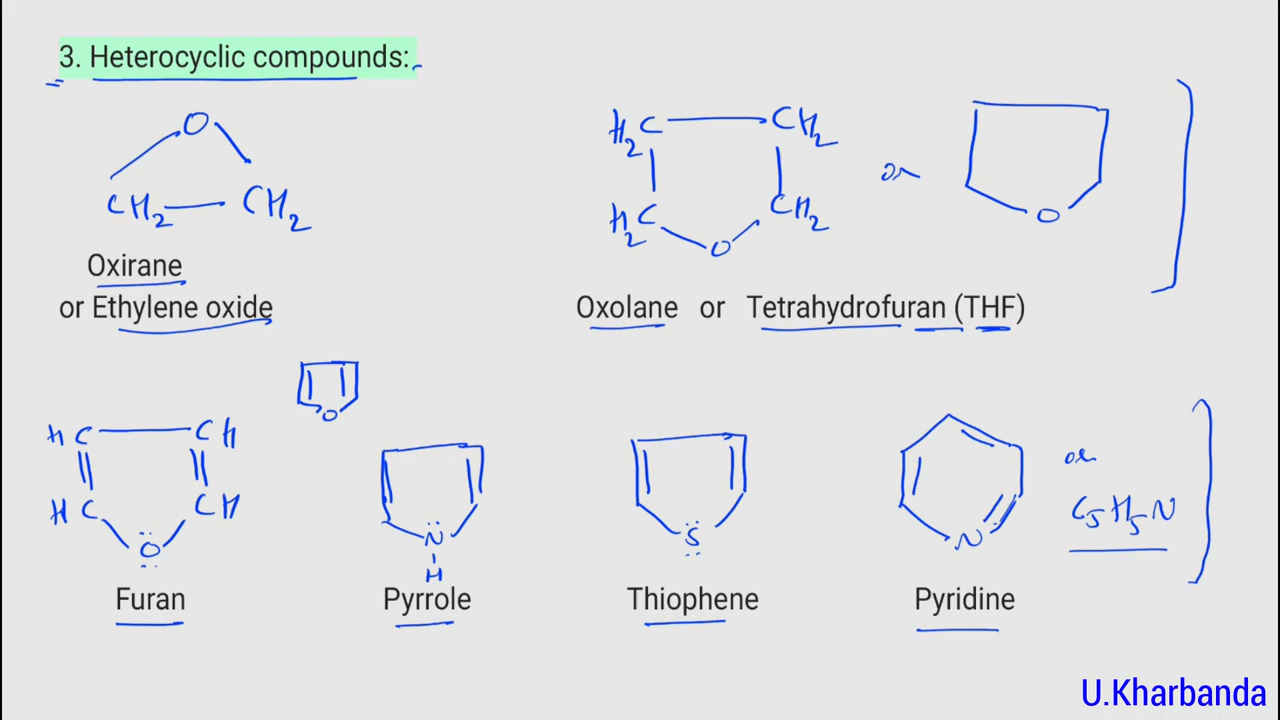 3. Heterocyclic compounds:
O
CH2 CH2
Oxirane
or Ethylene oxide
H2C CH2
H2C CH2
O
or
O
Oxolane or Tetrahydrofuran (THF)
O
HC CH
HC CH
O
Furan
N
H
Pyrrole
S
Thiophene
N
or
C5H5N
Pyridine
U.Kharbanda